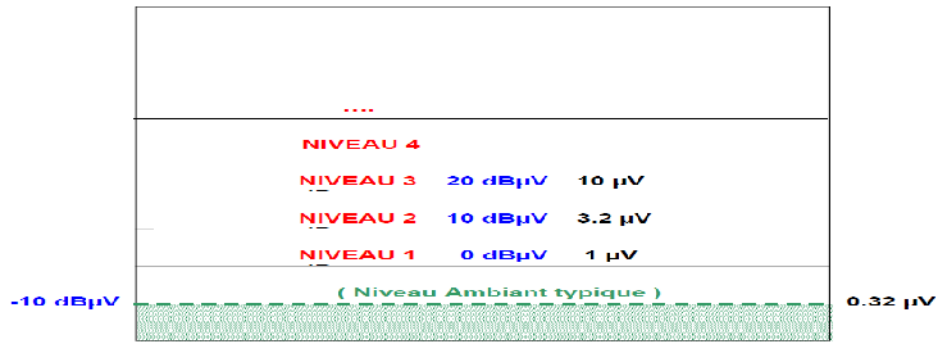 ....
NIVEAU 4
NIVEAU 3 20 dBµV 10 µV
NIVEAU 2 10 dBµV 3.2 µV
NIVEAU 1 0 dBµV 1 µV
( Niveau Ambiant typique )
-10 dBµV 0.32 µV